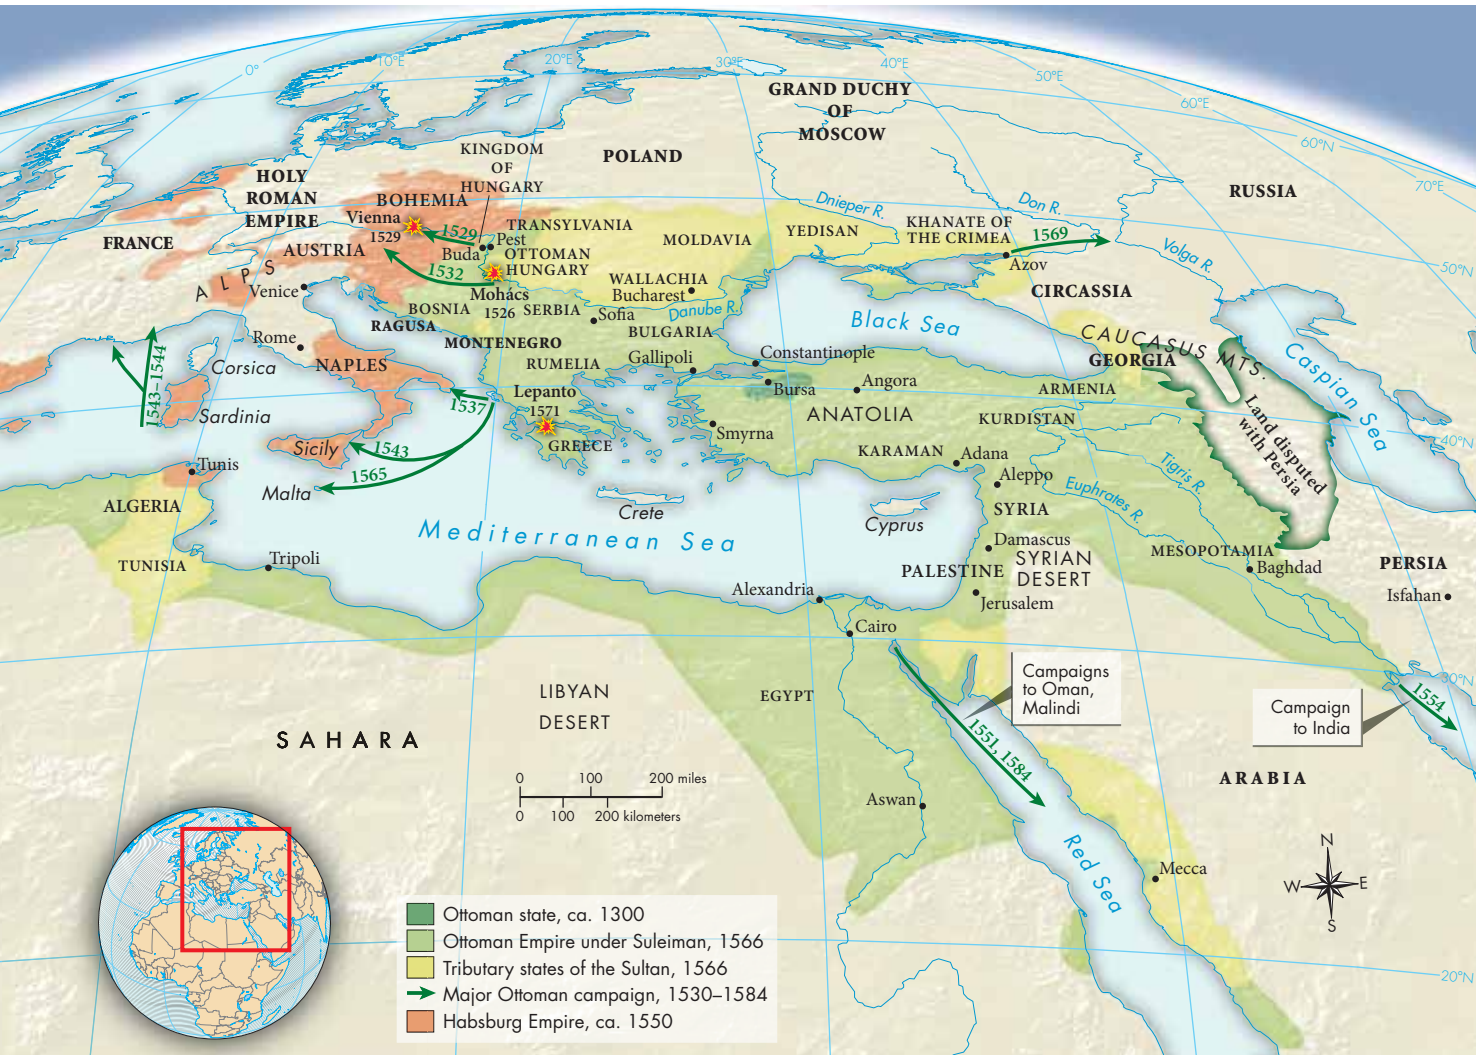 0°
10°E
20°E
30°E
40°E
50°E
60°E
60°N
70°E
50°N
40°N
30°N
20°N
GRAND DUCHY
OF
MOSCOW
KINGDOM
OF
HUNGARY
POLAND
HOLY
ROMAN
EMPIRE
RUSSIA
BOHEMIA
Vienna
1529
1529
TRANSYLVANIA
Dnieper R.
Don R.
KHANATE OF
THE CRIMEA
1569
FRANCE
AUSTRIA
Buda
Pest
OTTOMAN
HUNGARY
MOLDAVIA
YEDISAN
Volga R.
Azov
ALPS
Venice
1532
Mohács
1526
WALLACHIA
Bucharest
CIRCASSIA
BOSNIA
SERBIA
Sofia
Danube R.
RAGUSA
BULGARIA
Black Sea
CAUCASUS MTS.
Caspian Sea
Rome
MONTENEGRO
Corsica
NAPLES
RUMELIA
Gallipoli
Constantinople
GEORGIA
1543–1544
Bursa
Angora
ARMENIA
Sardinia
1537
Lepanto
1571
ANATOLIA
KURDISTAN
Land disputed
with Persia
Smyrna
GREECE
Sicily
1543
KARAMAN
Adana
Tunis
1565
Aleppo
Tigris R.
Euphrates R.
ALGERIA
Malta
Crete
Cyprus
SYRIA
Mediterranean Sea
Damascus
SYRIAN
DESERT
MESOPOTAMIA
Baghdad
PERSIA
Isfahan
TUNISIA
Tripoli
PALESTINE
Alexandria
Jerusalem
Cairo
Campaigns
to Oman,
Malindi
LIBYAN
DESERT
EGYPT
1554
Campaign
to India
SAHARA
1551, 1584
ARABIA
0 100 200 miles
0 100 200 kilometers
Aswan
Red Sea
Mecca
N
W
E
S
Ottoman state, ca. 1300
Ottoman Empire under Suleiman, 1566
Tributary states of the Sultan, 1566
Major Ottoman campaign, 1530–1584
Habsburg Empire, ca. 1550